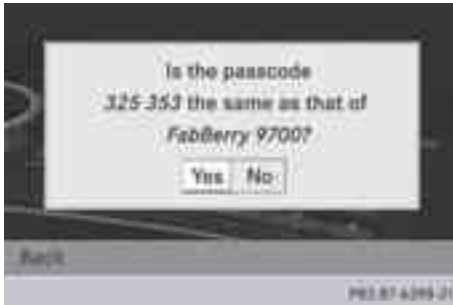 Is the passcode
325 353 the same as that of
FabBerry 9700?
Yes No
Back